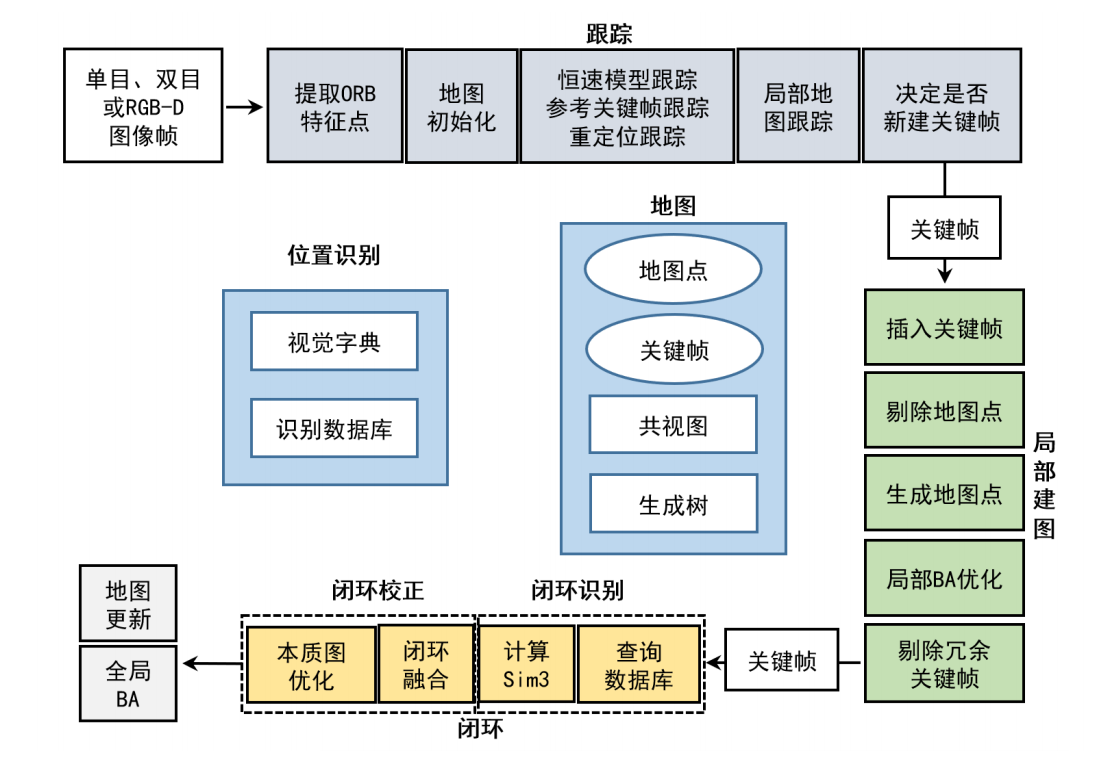 跟踪
单目、双目
或RGB-D
图像帧
提取ORB
特征点
地图
初始化
恒速模型跟踪
参考关键帧跟踪
重定位跟踪
局部地
图跟踪
决定是否
新建关键帧
关键帧
位置识别
视觉字典
识别数据库
地图
地图点
关键帧
共视图
生成树
插入关键帧
剔除地图点
生成地图点
局部BA优化
剔除冗余
关键帧
局
部
建
图
关键帧
闭环识别
查询
数据库
计算
Sim3
闭环校正
闭环
融合
本质图
优化
闭环
地图
更新
全局
BA